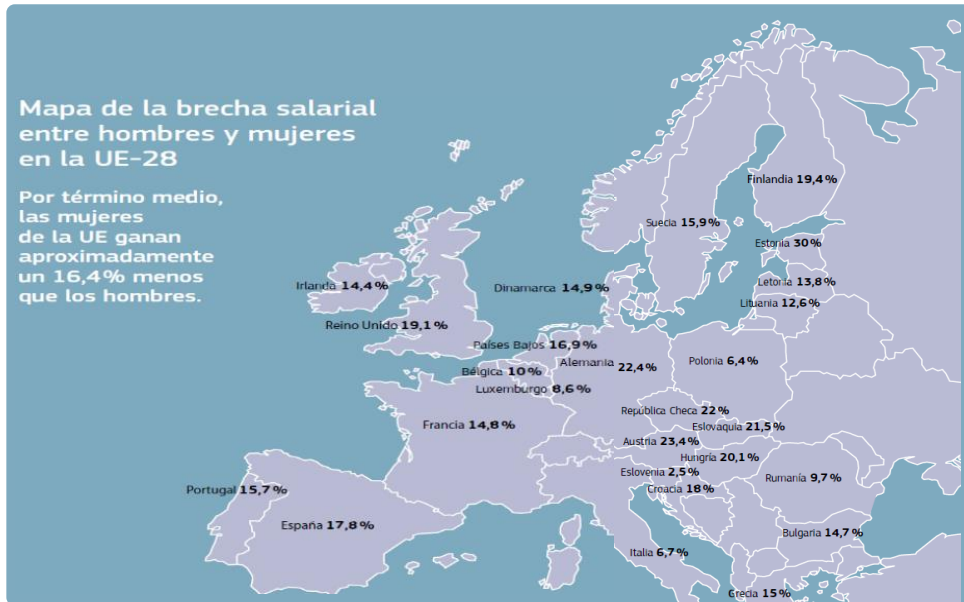 Mapa de la brecha salarial
entre hombres y mujeres
en la UE-28
Por término medio,
las mujeres
de la UE ganan
aproximadamente
un 16,4% menos
que los hombres.
Finlandia 19,4%
Suecia 15,9%
Estonia 30%
Letonia 13,8%
Lituania 12,6%
Irlanda 14,4%
Dinamarca 14,9%
Reino Unido 19,1%
Países Bajos 16,9%
Alemania 22,4%
Polonia 6,4%
Bélgica 10%
Luxemburgo 8,6%
República Checa 22%
Francia 14,8%
Eslovaquia 21,5%
Austria 23,4%
Hungría 20,1%
Eslovenia 2,5%
Rumanía 9,7%
Croacia 18%
Portugal 15,7%
España 17,8%
Bulgaria 14,7%
Italia 6,7%
Grecia 15%